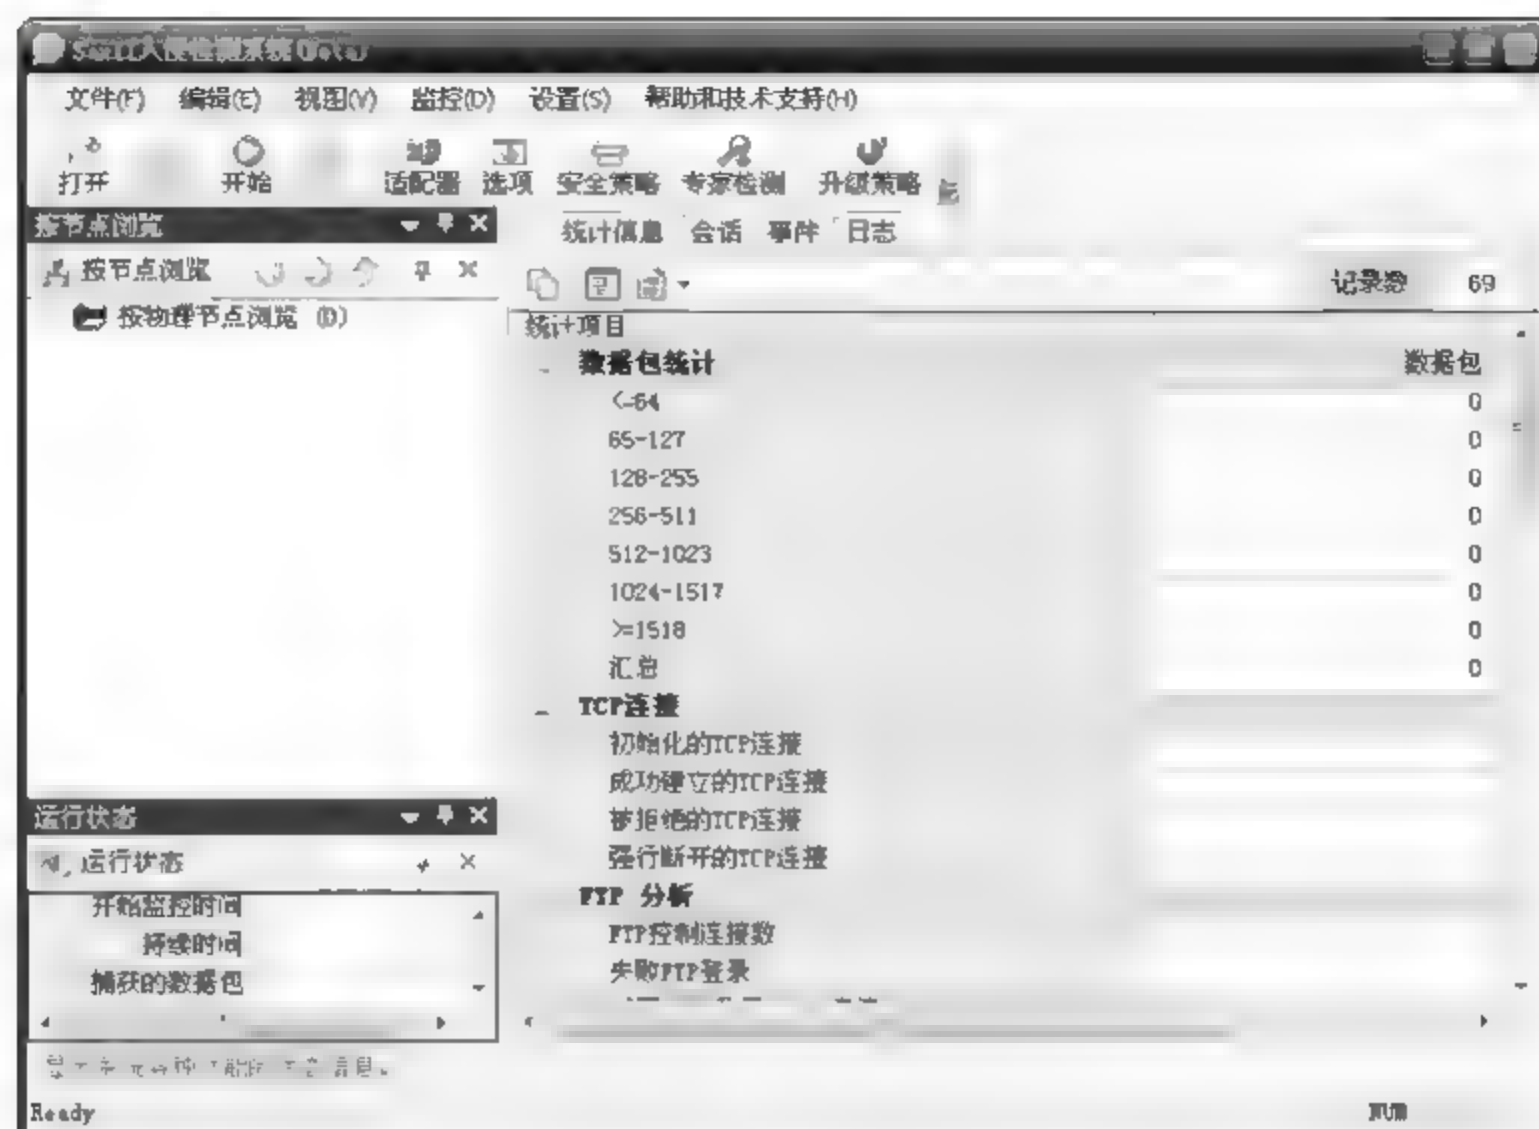 入侵检测系统
文件(F) 编辑(E) 视图(V) 监控(D) 设置(S) 帮助和技术支持(H)
打开 开始 适配器 选项 安全策略 专家检测 升级策略
按节点浏览
统计信息 会话 事件 日志
按节点浏览
记录数 69
按物理节点浏览 (D)
统计项目
数据包统计 数据包
<=64 0
65-127 0
128-255 0
256-511 0
512-1023 0
1024-1517 0
>=1518 0
汇总 0
TCP连接
初始化的TCP连接
成功建立的TCP连接
被拒绝的TCP连接
强行断开的TCP连接
FTP 分析
FTP控制连接数
失败FTP登录
运行状态
运行状态
开始监控时间
持续时间
捕获的数据包
Ready NUM